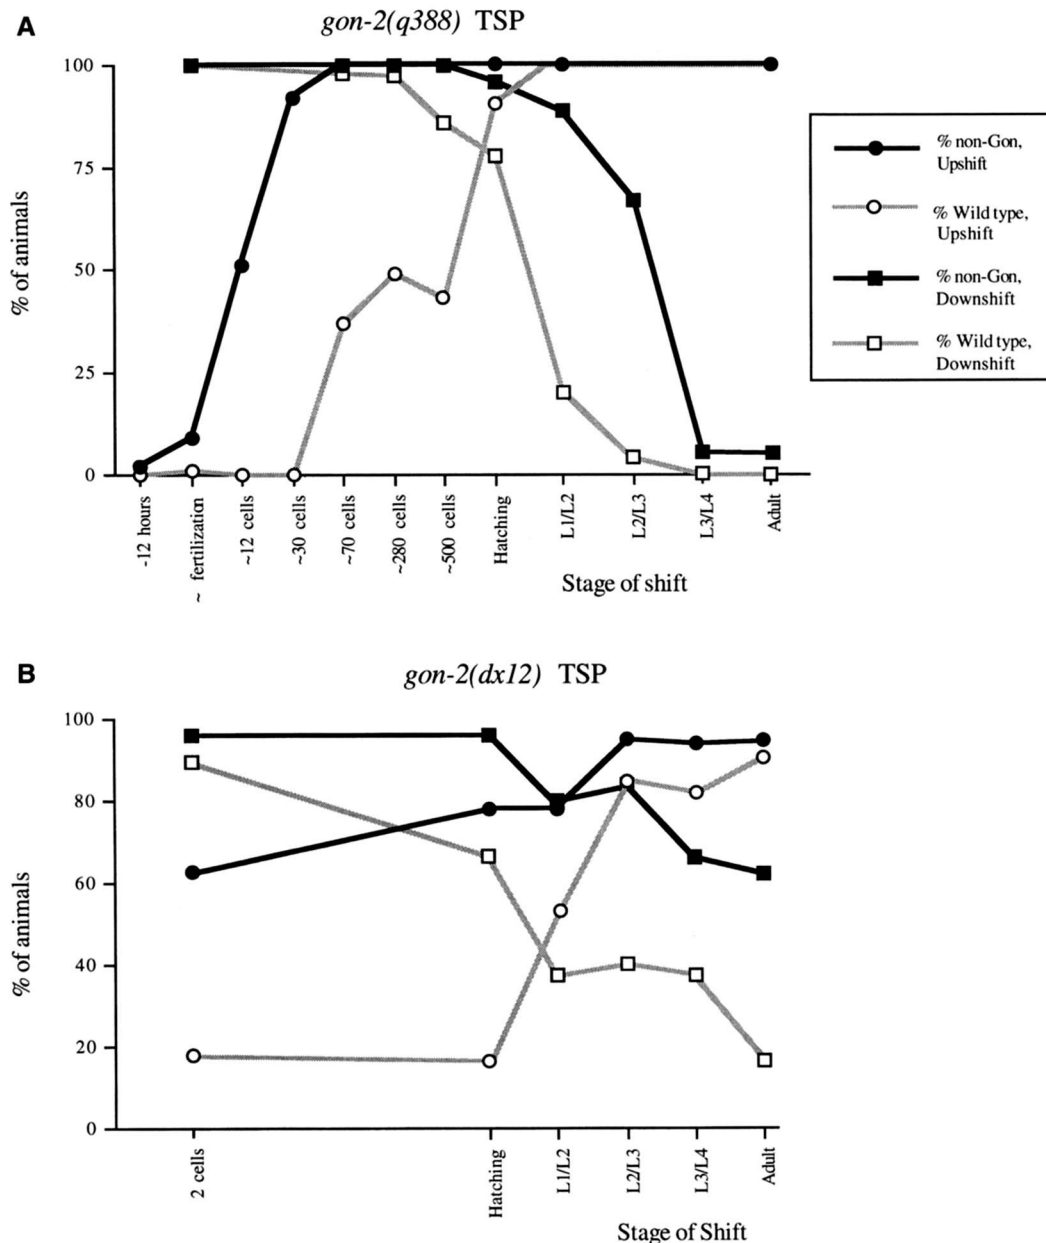 A
gon-2(q388) TSP
100
75
50
25
0
% of animals
-12 hours
~ fertilization
~12 cells
~30 cells
~70 cells
~280 cells
~500 cells
Hatching
L1/L2
L2/L3
L3/L4
Adult
Stage of shift
% non-Gon,
Upshift
% Wild type,
Upshift
% non-Gon,
Downshift
% Wild type,
Downshift
B
gon-2(dx12) TSP
100
80
60
40
20
0
% of animals
2 cells
Hatching
L1/L2
L2/L3
L3/L4
Adult
Stage of Shift